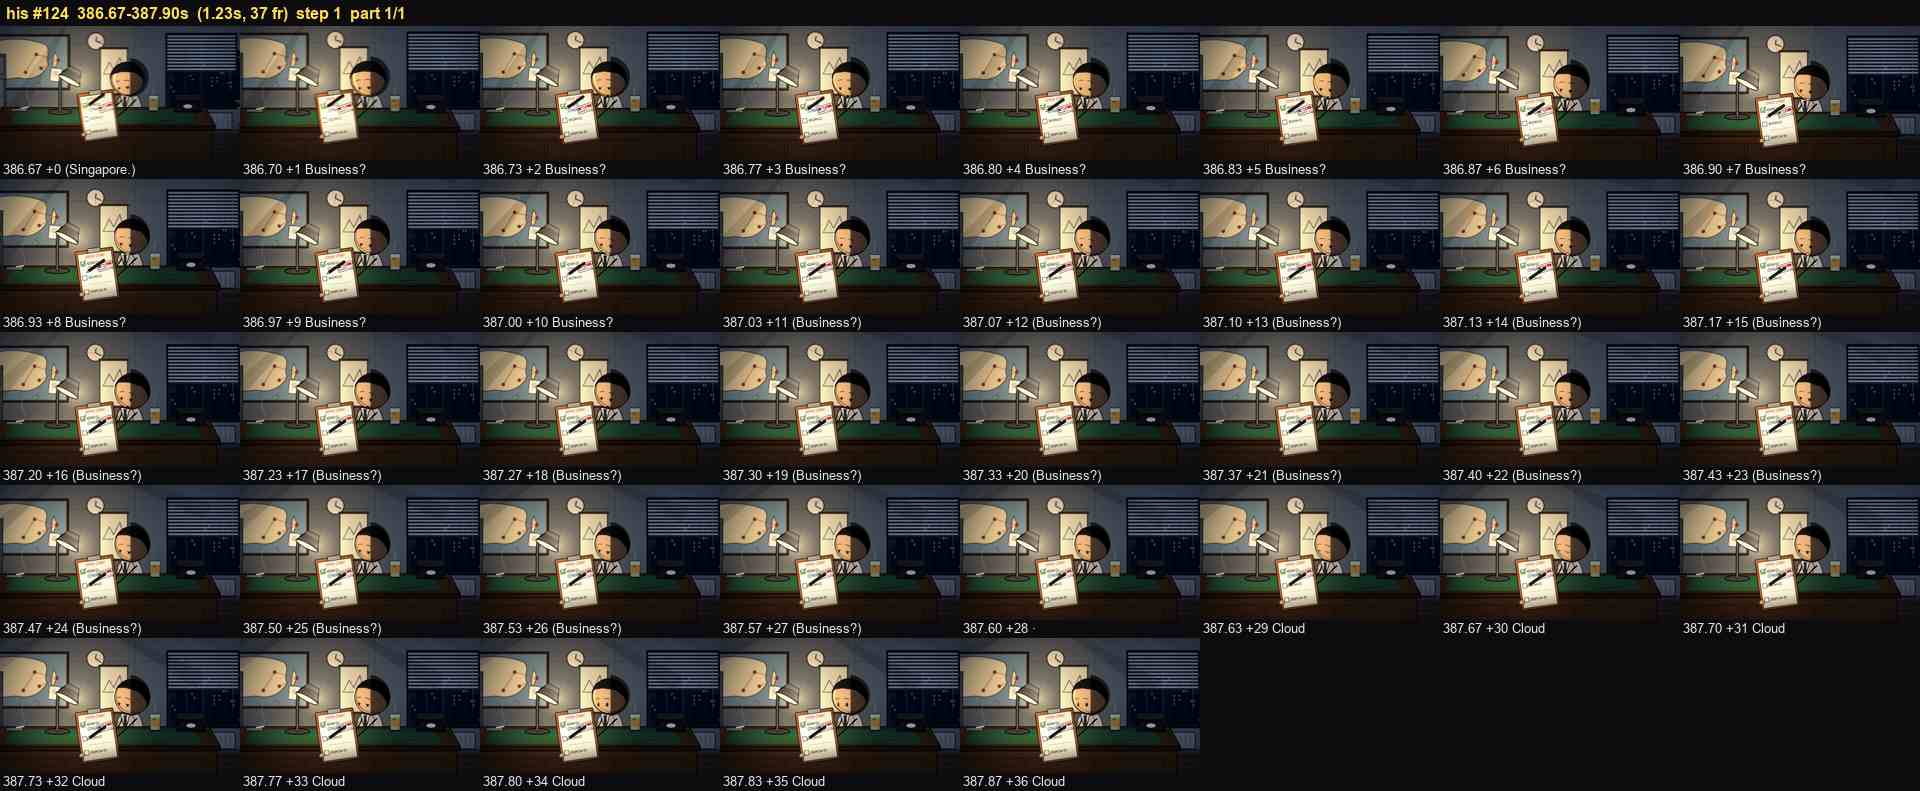 his #124 386.67-387.90s (1.23s, 37 fr) step 1 part 1/1
386.67 +0 (Singapore.)
386.70 +1 Business?
386.73 +2 Business?
386.77 +3 Business?
386.80 +4 Business?
386.83 +5 Business?
386.87 +6 Business?
386.90 +7 Business?
386.93 +8 Business?
386.97 +9 Business?
387.00 +10 Business?
387.03 +11 (Business?)
387.07 +12 (Business?)
387.10 +13 (Business?)
387.13 +14 (Business?)
387.17 +15 (Business?)
387.20 +16 (Business?)
387.23 +17 (Business?)
387.27 +18 (Business?)
387.30 +19 (Business?)
387.33 +20 (Business?)
387.37 +21 (Business?)
387.40 +22 (Business?)
387.43 +23 (Business?)
387.47 +24 (Business?)
387.50 +25 (Business?)
387.53 +26 (Business?)
387.57 +27 (Business?)
387.60 +28 ·
387.63 +29 Cloud
387.67 +30 Cloud
387.70 +31 Cloud
387.73 +32 Cloud
387.77 +33 Cloud
387.80 +34 Cloud
387.83 +35 Cloud
387.87 +36 Cloud